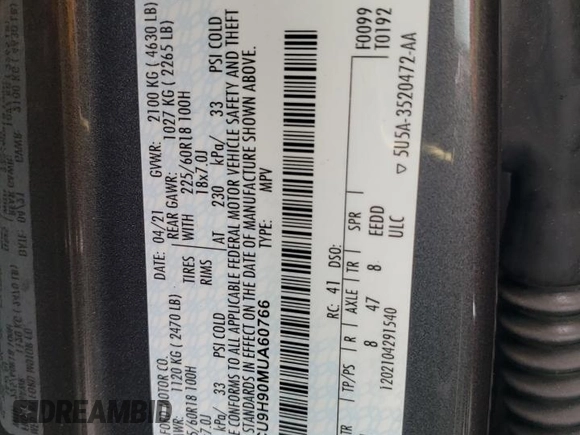 DATE: 04/21 GVWR: 2100 KG ( 4630 LB)
MOTOR CO.
1120 KG ( 2470 LB) REAR GAWR: 1027 KG ( 2265 LB)
/60R18 100H TIRES WITH 225/60R18 100H
7.0J RIMS 18x7.0J
kPa/ 33 PSI COLD AT 230 kPa/ 33 PSI COLD
CONFORMS TO ALL APPLICABLE FEDERAL MOTOR VEHICLE SAFETY AND THEFT
STANDARDS IN EFFECT ON THE DATE OF MANUFACTURE SHOWN ABOVE.
CU9H90MUA60766 TYPE: MPV
F0099
T0192
RC: 41 DSO:
TP/PS R AXLE TR SPR
8 47 8 EEDD
ULC
1202104291540
▽ 5U5A-3520472-AA
DREAMBID